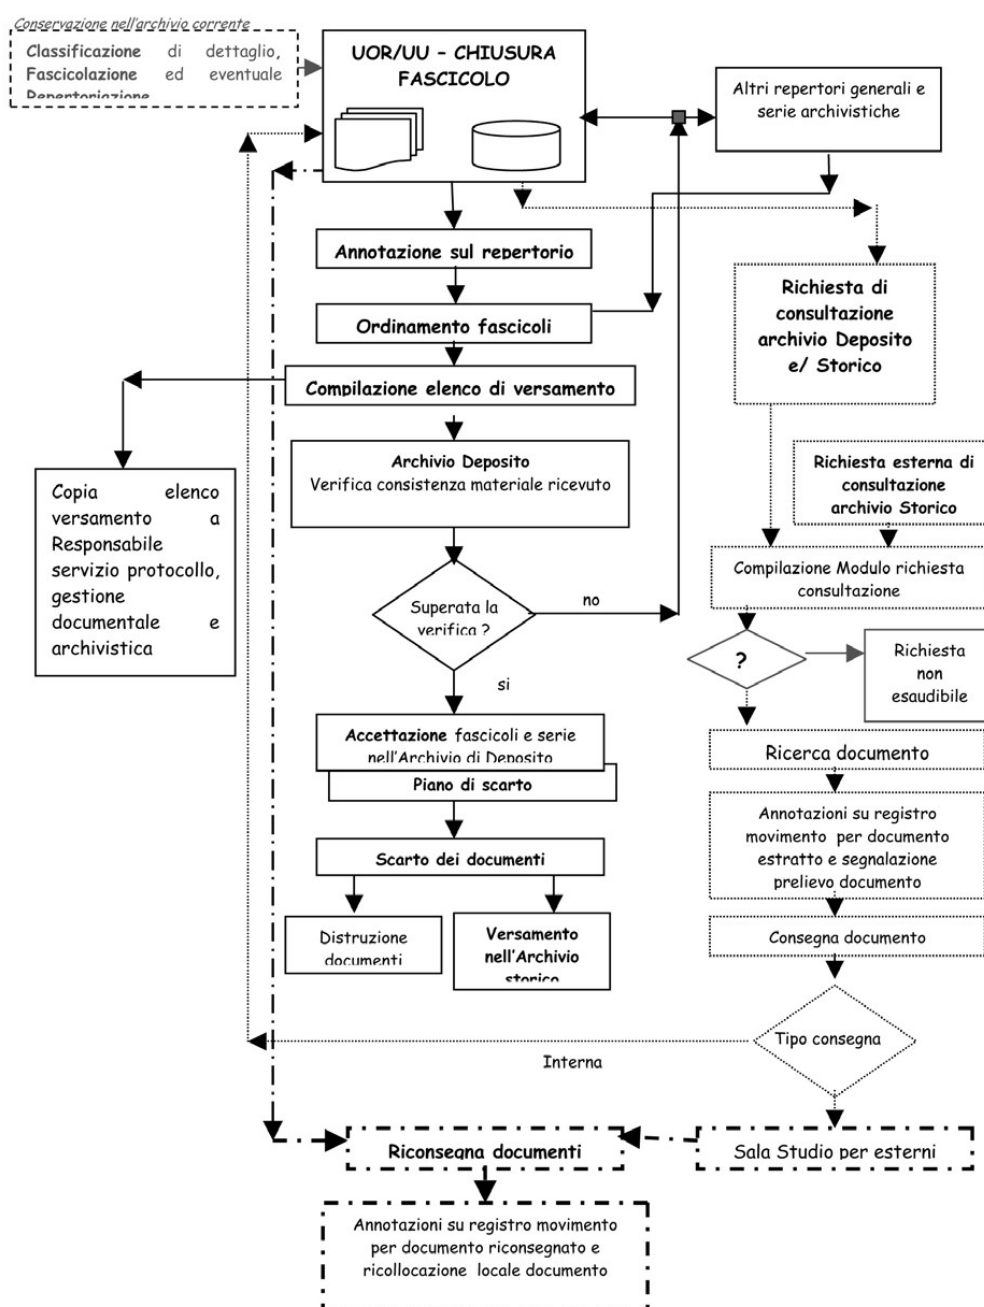 Conservazione nell'archivio corrente
Classificazione di dettaglio,
Fascicolazione ed eventuale
Repertoriazione
UOR/UU – CHIUSURA
FASCICOLO
Altri repertori generali e
serie archivistiche
Annotazione sul repertorio
Ordinamento fascicoli
Compilazione elenco di versamento
Richiesta di
consultazione
archivio Deposito
e/ Storico
Archivio Deposito
Verifica consistenza materiale ricevuto
Copia elenco
versamento a
Responsabile
servizio protocollo,
gestione
documentale e
archivistica
Richiesta esterna di
consultazione
archivio Storico
Compilazione Modulo richiesta
consultazione
Superata la
verifica ?
no
si
?
Richiesta
non
esaudibile
Accettazione fascicoli e serie
nell'Archivio di Deposito
Piano di scarto
Ricerca documento
Scarto dei documenti
Annotazioni su registro
movimento per documento
estratto e segnalazione
prelievo documento
Distruzione
documenti
Versamento
nell'Archivio
storico
Consegna documento
Tipo consegna
Interna
Riconsegna documenti
Sala Studio per esterni
Annotazioni su registro movimento
per documento riconsegnato e
ricollocazione locale documento